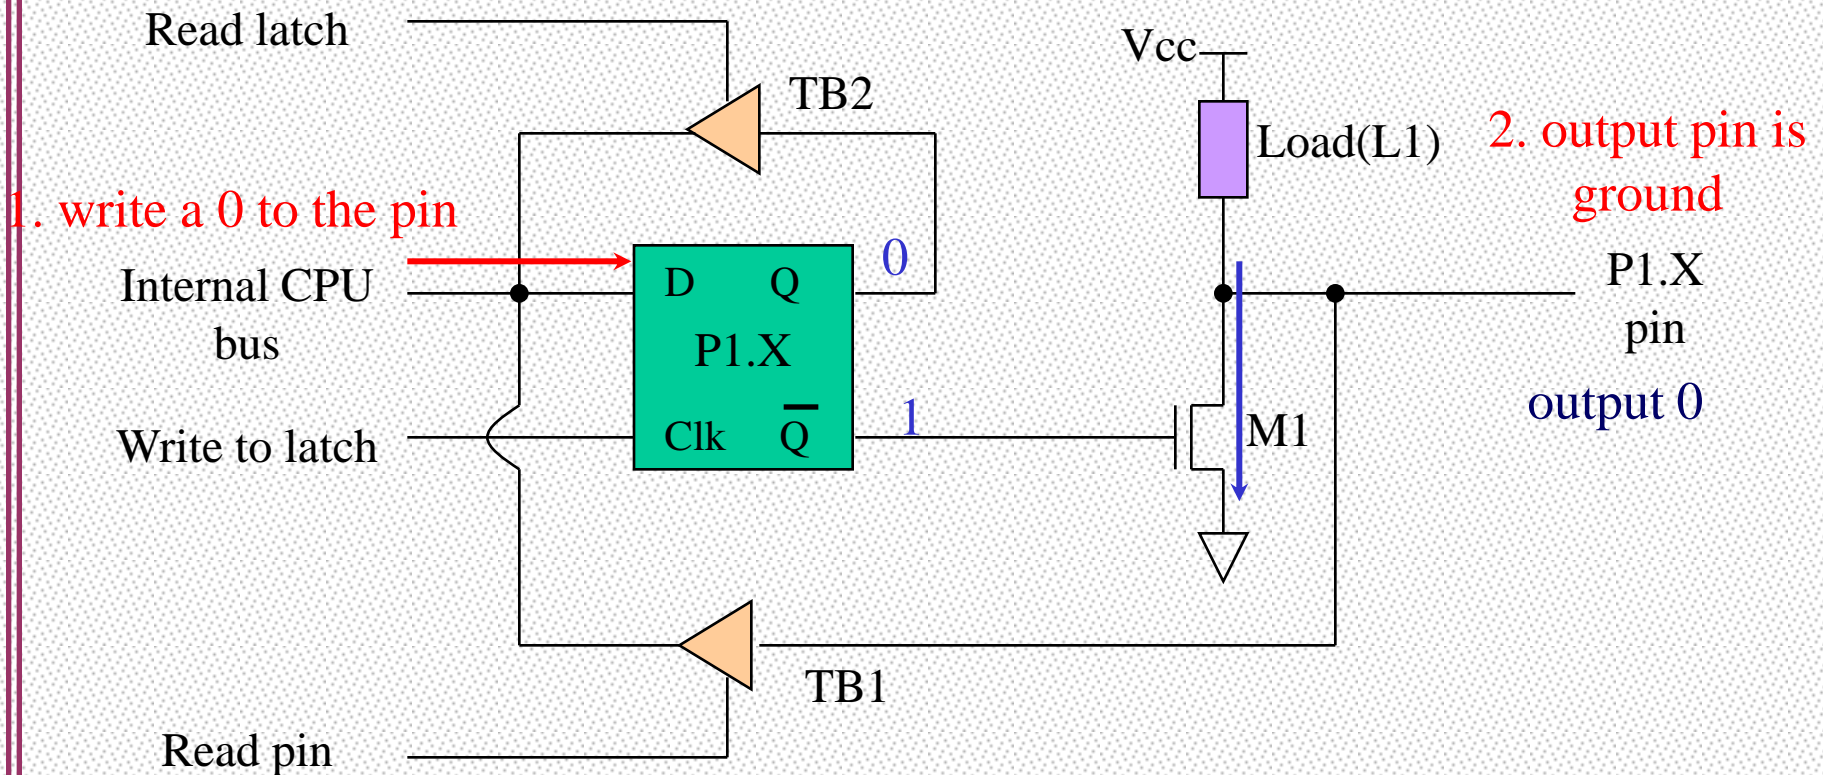 Read latch
Vcc
TB2
Load(L1)
2. output pin is
ground
1. write a 0 to the pin
Internal CPU
bus
D Q
0
P1.X
P1.X
pin
Write to latch
Clk Q̅
1
M1
output 0
TB1
Read pin